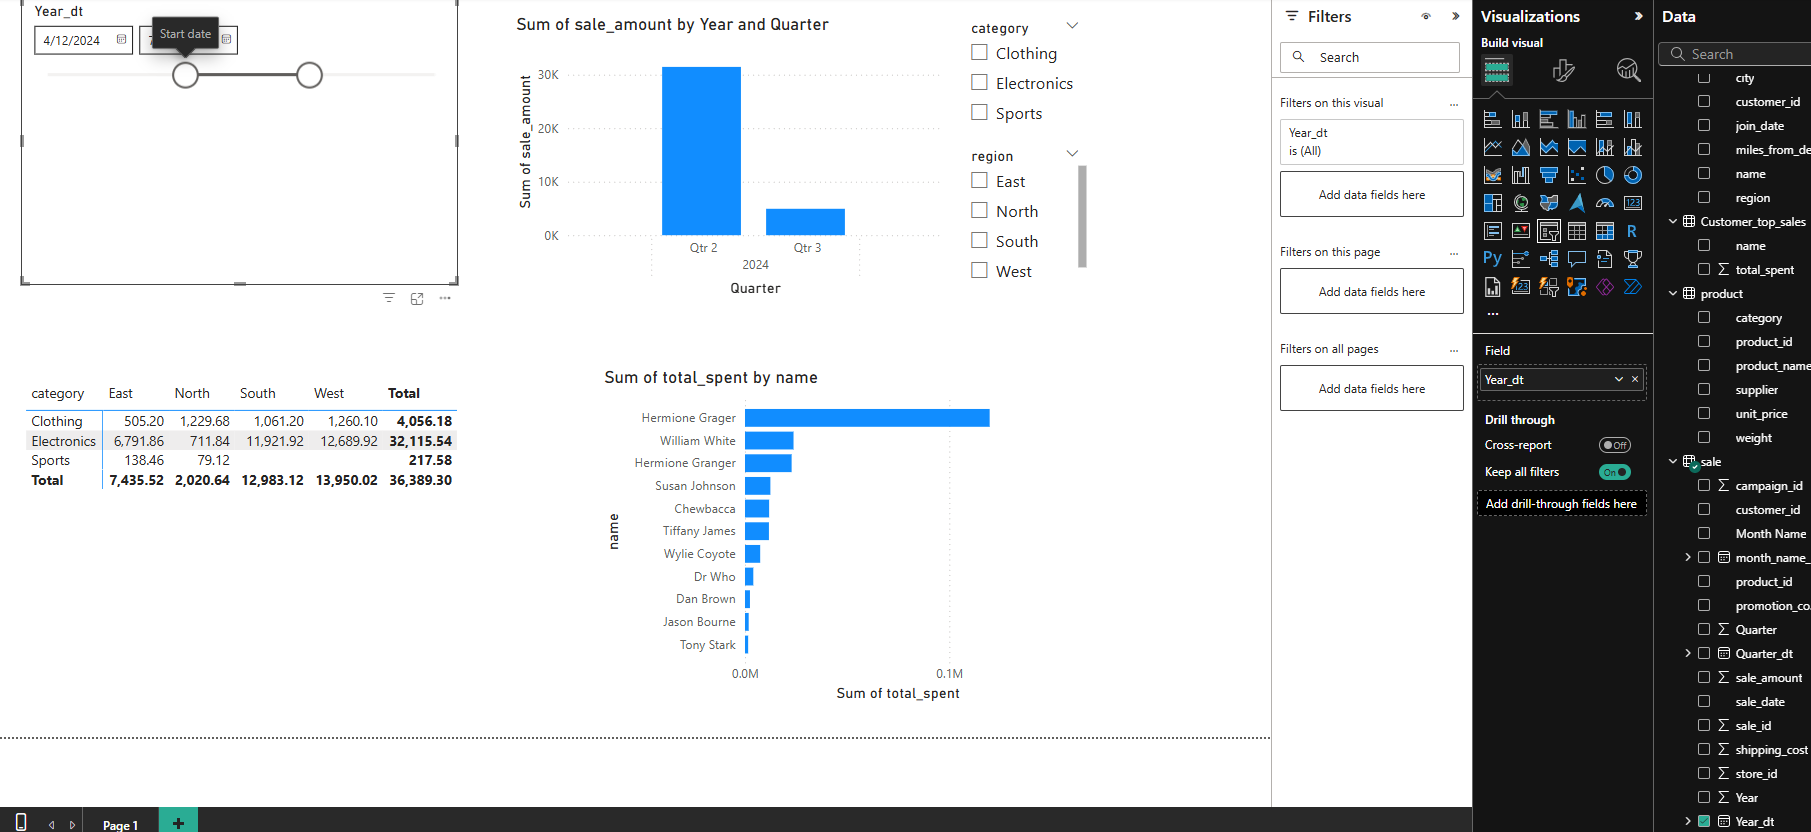 Year_dt
4/12/2024
Start date
Sum of sale_amount by Year and Quarter
Sum of sale_amount
30K
20K
10K
0K
Qtr 2
Qtr 3
2024
Quarter
category
Clothing
Electronics
Sports
region
East
North
South
West
category East North South West Total
Clothing 505.20 1,229.68 1,061.20 1,260.10 4,056.18
Electronics 6,791.86 711.84 11,921.92 12,689.92 32,115.54
Sports 138.46 79.12 217.58
Total 7,435.52 2,020.64 12,983.12 13,950.02 36,389.30
Sum of total_spent by name
name
Hermione Grager
William White
Hermione Granger
Susan Johnson
Chewbacca
Tiffany James
Wylie Coyote
Dr Who
Dan Brown
Jason Bourne
Tony Stark
0.0M
0.1M
Sum of total_spent
Page 1
+
Filters
Search
Filters on this visual ...
Year_dt
is (All)
Add data fields here
Filters on this page ...
Add data fields here
Filters on all pages ...
Add data fields here
Visualizations
Build visual
123
R
Py
...
Field
Year_dt
Drill through
Cross-report Off
Keep all filters On
Add drill-through fields here
Data
Search
city
customer_id
join_date
miles_from_de
name
region
Customer_top_sales
name
∑ total_spent
product
category
product_id
product_name
supplier
unit_price
weight
sale
∑ campaign_id
customer_id
Month Name
month_name_
product_id
promotion_co
∑ Quarter
Quarter_dt
∑ sale_amount
sale_date
∑ sale_id
∑ shipping_cost
∑ store_id
∑ Year
Year_dt